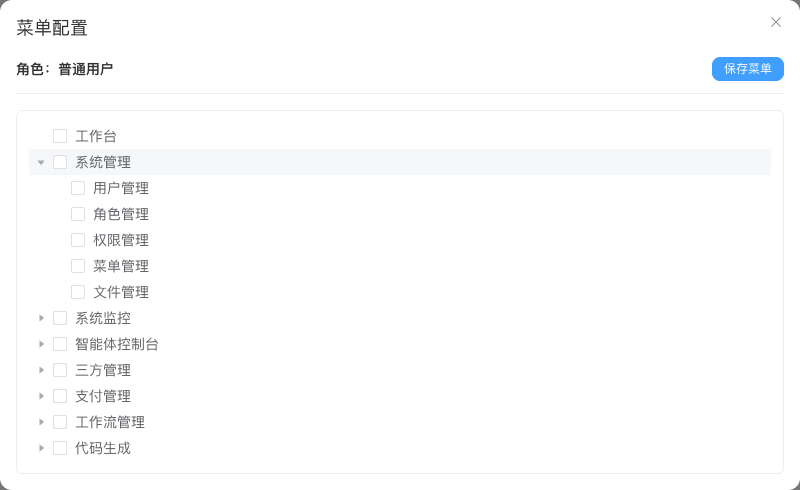 菜单配置
角色：普通用户
保存菜单
工作台
系统管理
用户管理
角色管理
权限管理
菜单管理
文件管理
系统监控
智能体控制台
三方管理
支付管理
工作流管理
代码生成